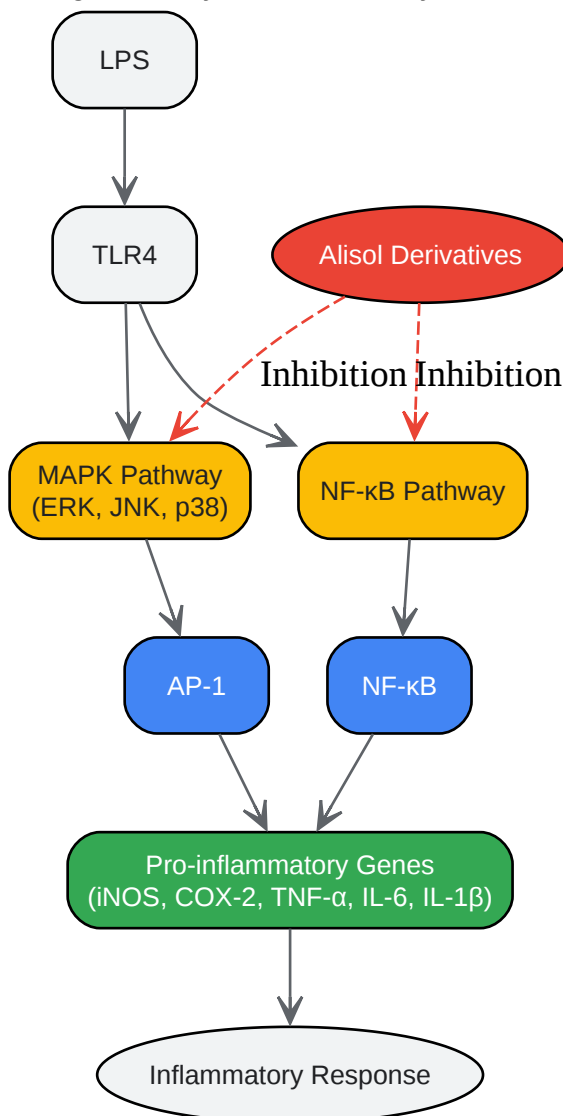 LPS
TLR4
Alisol Derivatives
Inhibition
Inhibition
MAPK Pathway
(ERK, JNK, p38)
NF-κB Pathway
AP-1
NF-κB
Pro-inflammatory Genes
(iNOS, COX-2, TNF-α, IL-6, IL-1β)
Inflammatory Response